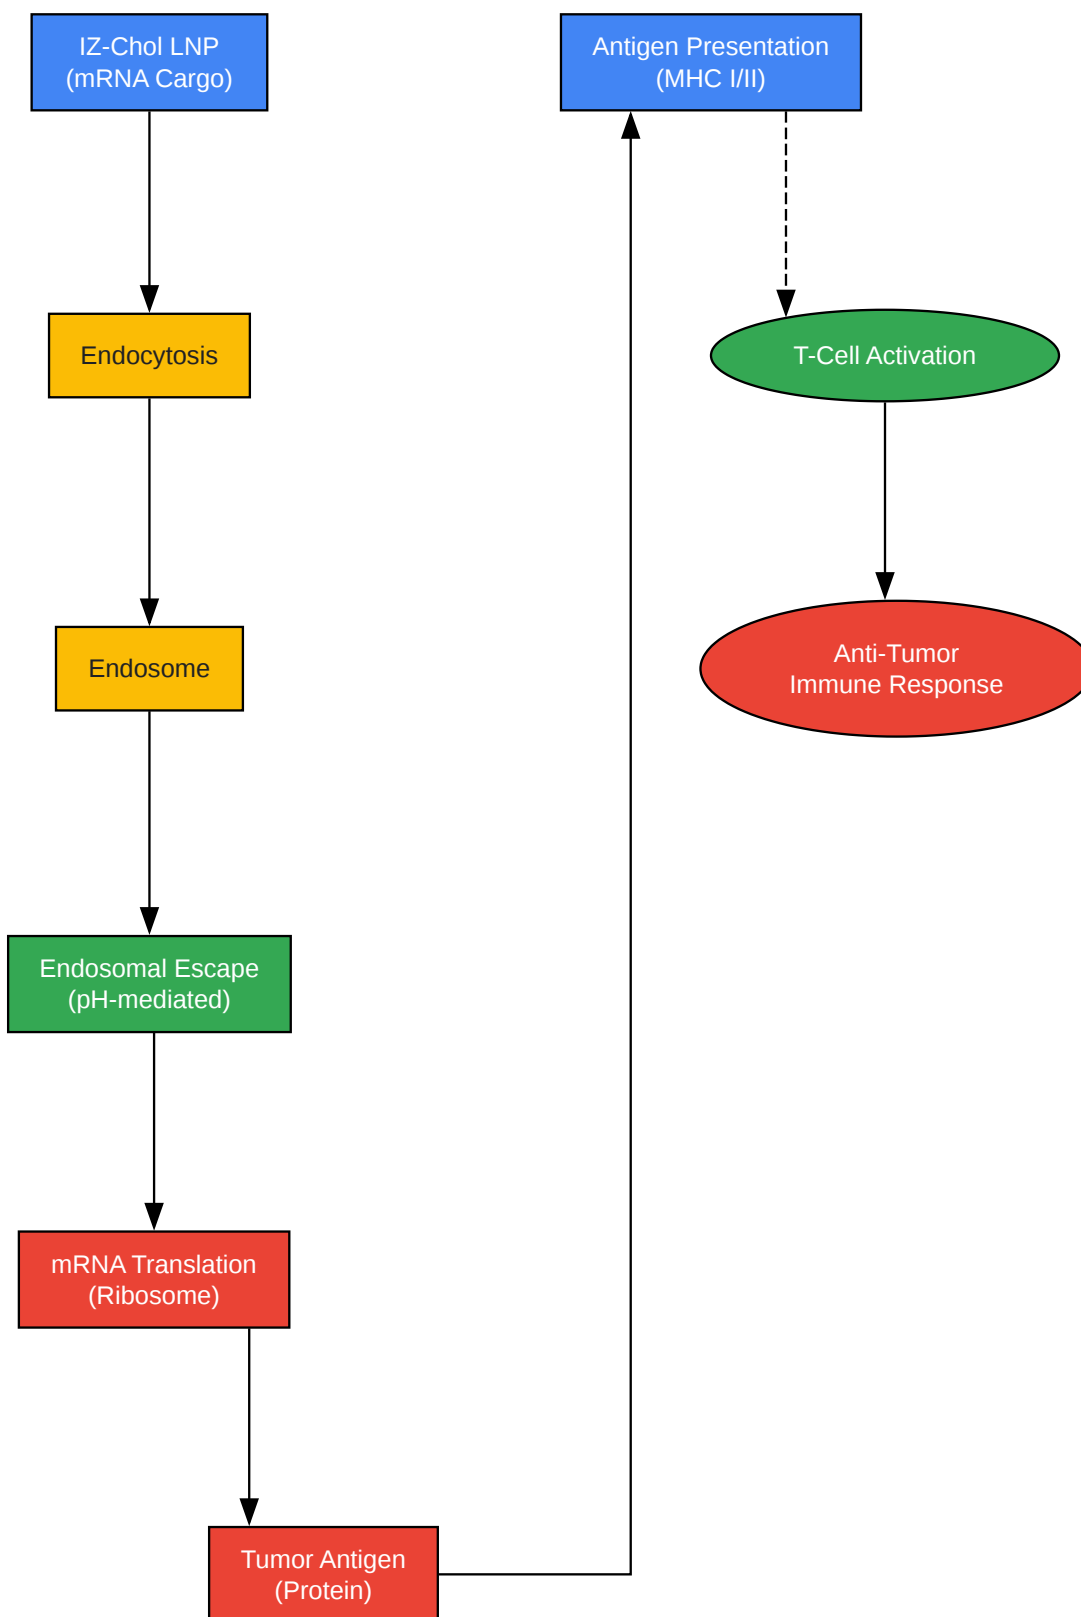 IZ-Chol LNP
(mRNA Cargo)
Endocytosis
Endosome
Endosomal Escape
(pH-mediated)
mRNA Translation
(Ribosome)
Tumor Antigen
(Protein)
Antigen Presentation
(MHC I/II)
T-Cell Activation
Anti-Tumor
Immune Response